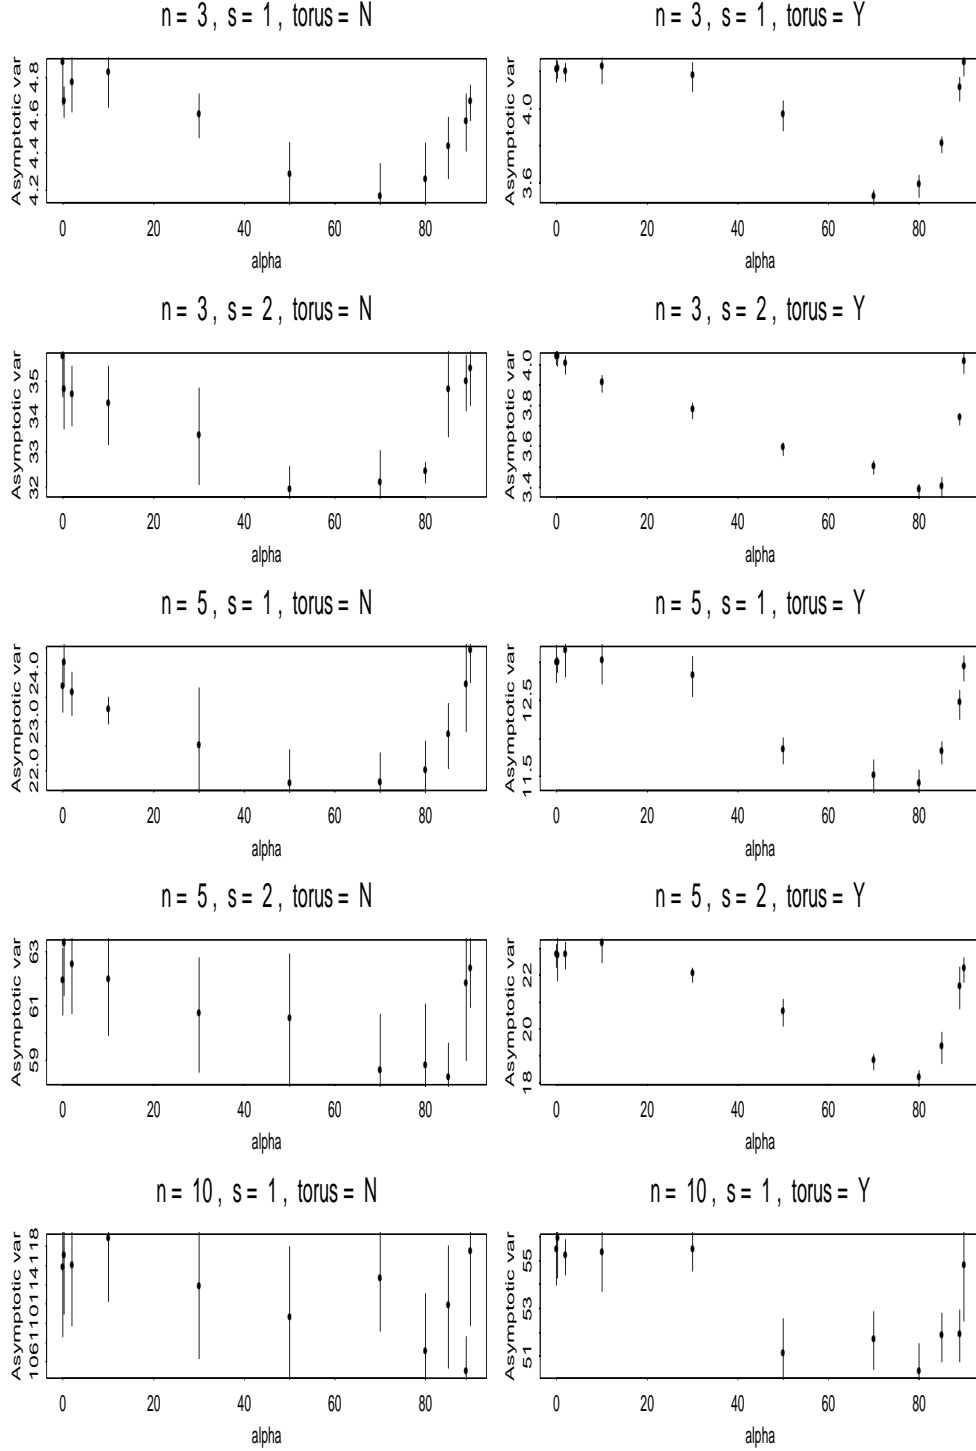 n = 3 , s = 1 , torus = N
Asymptotic var
4.2 4.4 4.6 4.8
0 20 40 60 80
alpha
n = 3 , s = 1 , torus = Y
Asymptotic var
3.6 4.0
0 20 40 60 80
alpha
n = 3 , s = 2 , torus = N
Asymptotic var
32 33 34 35
0 20 40 60 80
alpha
n = 3 , s = 2 , torus = Y
Asymptotic var
3.4 3.6 3.8 4.0
0 20 40 60 80
alpha
n = 5 , s = 1 , torus = N
Asymptotic var
22.0 23.0 24.0
0 20 40 60 80
alpha
n = 5 , s = 1 , torus = Y
Asymptotic var
11.5 12.5
0 20 40 60 80
alpha
n = 5 , s = 2 , torus = N
Asymptotic var
59 61 63
0 20 40 60 80
alpha
n = 5 , s = 2 , torus = Y
Asymptotic var
18 20 22
0 20 40 60 80
alpha
n = 10 , s = 1 , torus = N
Asymptotic var
106 110 114 118
0 20 40 60 80
alpha
n = 10 , s = 1 , torus = Y
Asymptotic var
51 53 55
0 20 40 60 80
alpha